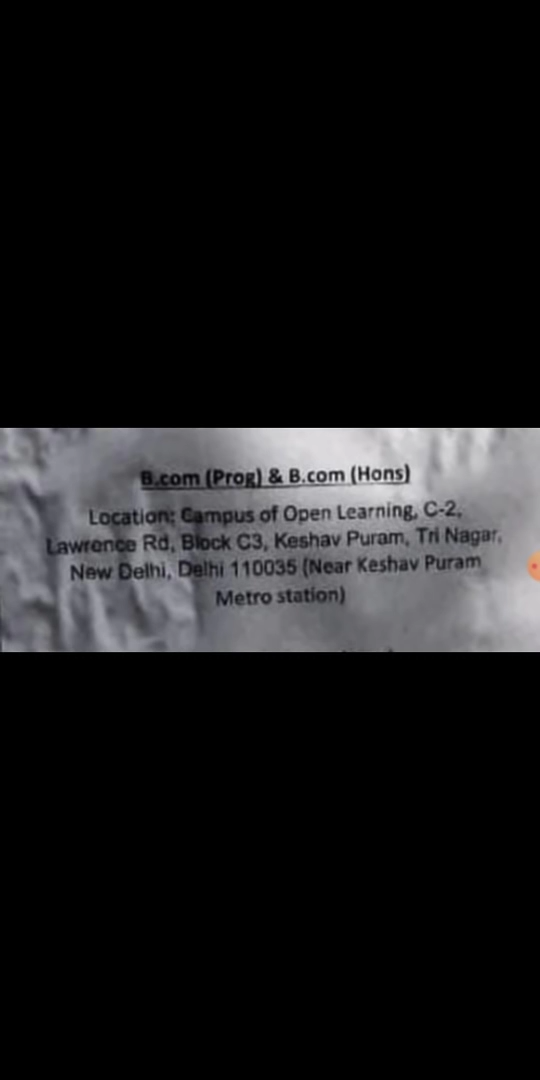 B.com (Prog) & B.com (Hons)
Location: Campus of Open Learning, C-2,
Lawrence Rd, Block C3, Keshav Puram, Tri Nagar,
New Delhi, Delhi 110035 (Near Keshav Puram
Metro station)